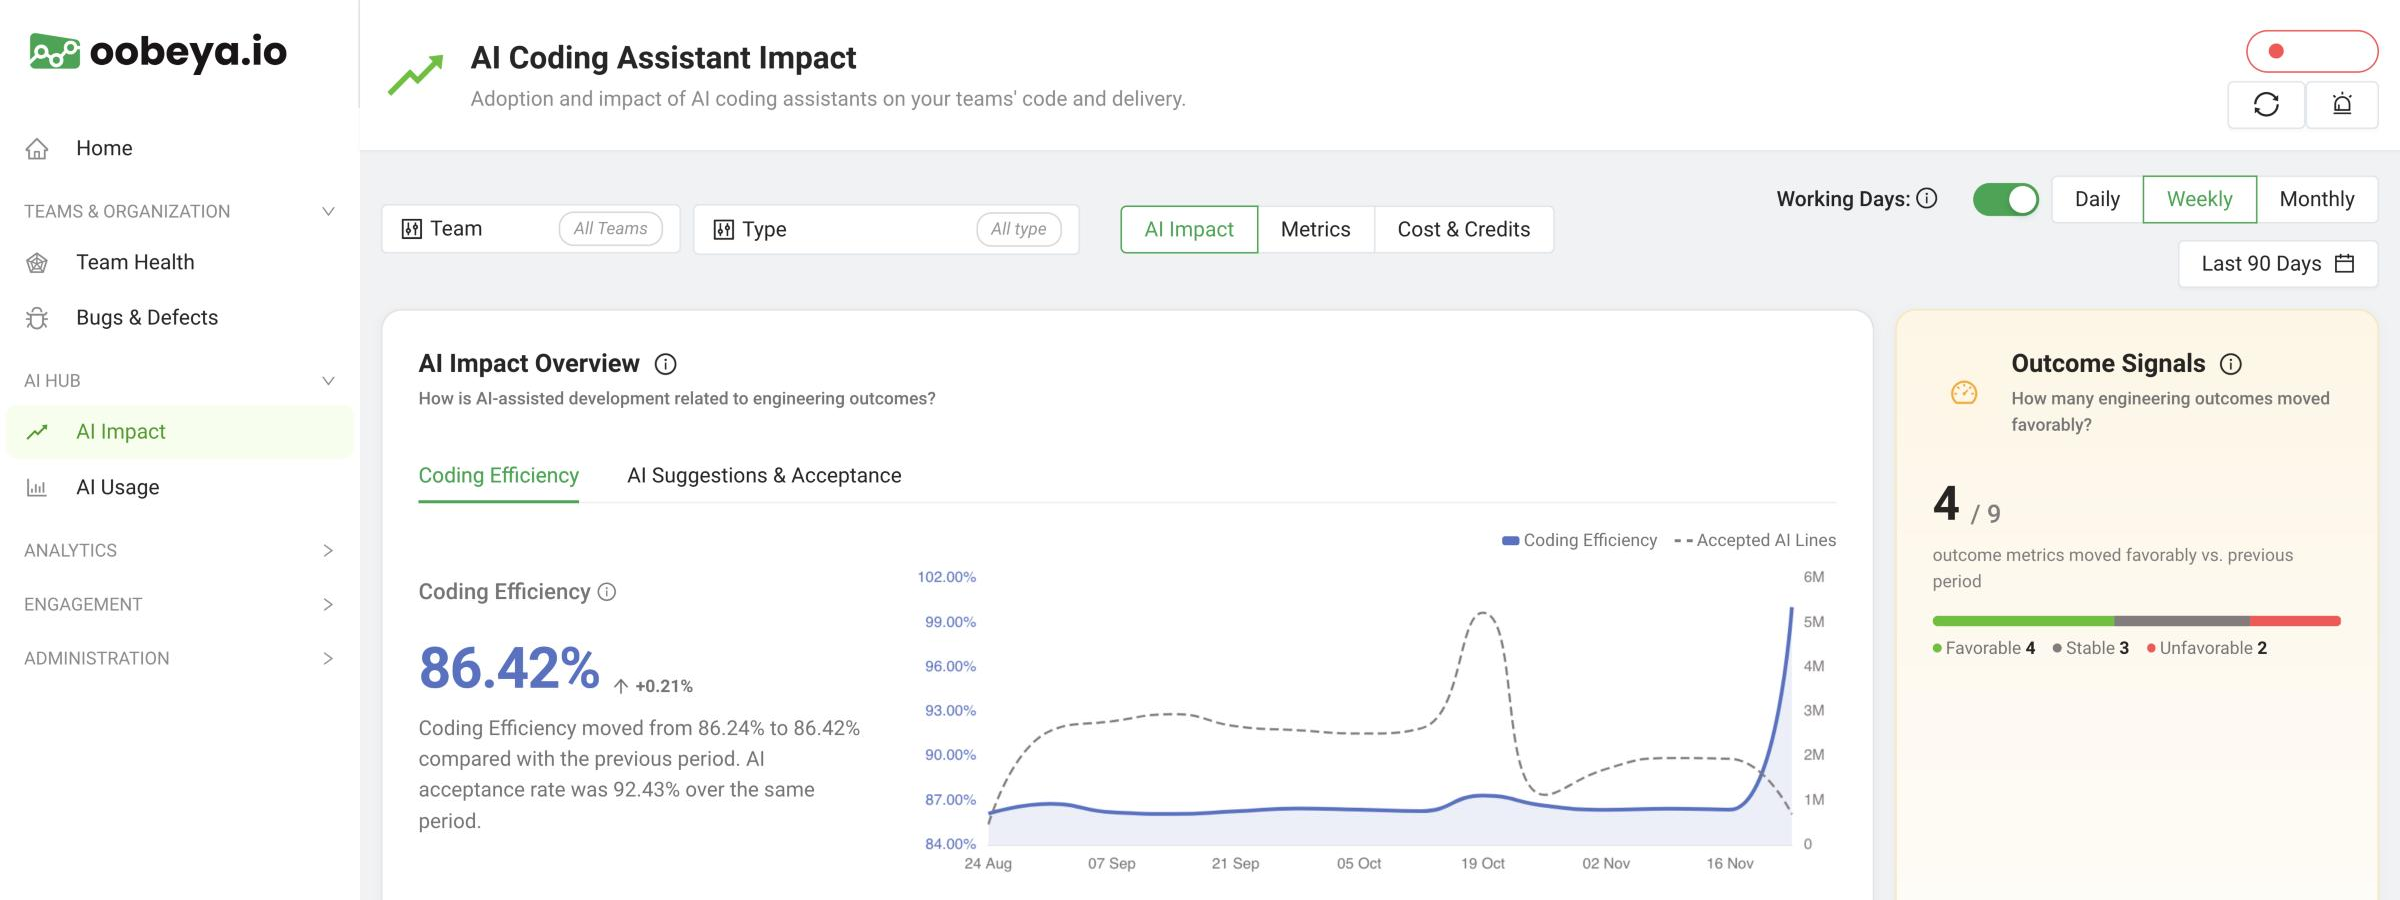 oobeya.io
Home
TEAMS & ORGANIZATION
Team Health
Bugs & Defects
AI HUB
AI Impact
AI Usage
ANALYTICS
ENGAGEMENT
ADMINISTRATION
AI Coding Assistant Impact
Adoption and impact of AI coding assistants on your teams' code and delivery.
Team All Teams
Type All type
AI Impact Metrics Cost & Credits
Working Days:
Daily Weekly Monthly
Last 90 Days
AI Impact Overview
How is AI-assisted development related to engineering outcomes?
Coding Efficiency AI Suggestions & Acceptance
Coding Efficiency Accepted AI Lines
Coding Efficiency
86.42% +0.21%
Coding Efficiency moved from 86.24% to 86.42%
compared with the previous period. AI
acceptance rate was 92.43% over the same
period.
102.00%
99.00%
96.00%
93.00%
90.00%
87.00%
84.00%
6M
5M
4M
3M
2M
1M
0
24 Aug 07 Sep 21 Sep 05 Oct 19 Oct 02 Nov 16 Nov
Outcome Signals
How many engineering outcomes moved
favorably?
4 / 9
outcome metrics moved favorably vs. previous
period
Favorable 4 Stable 3 Unfavorable 2